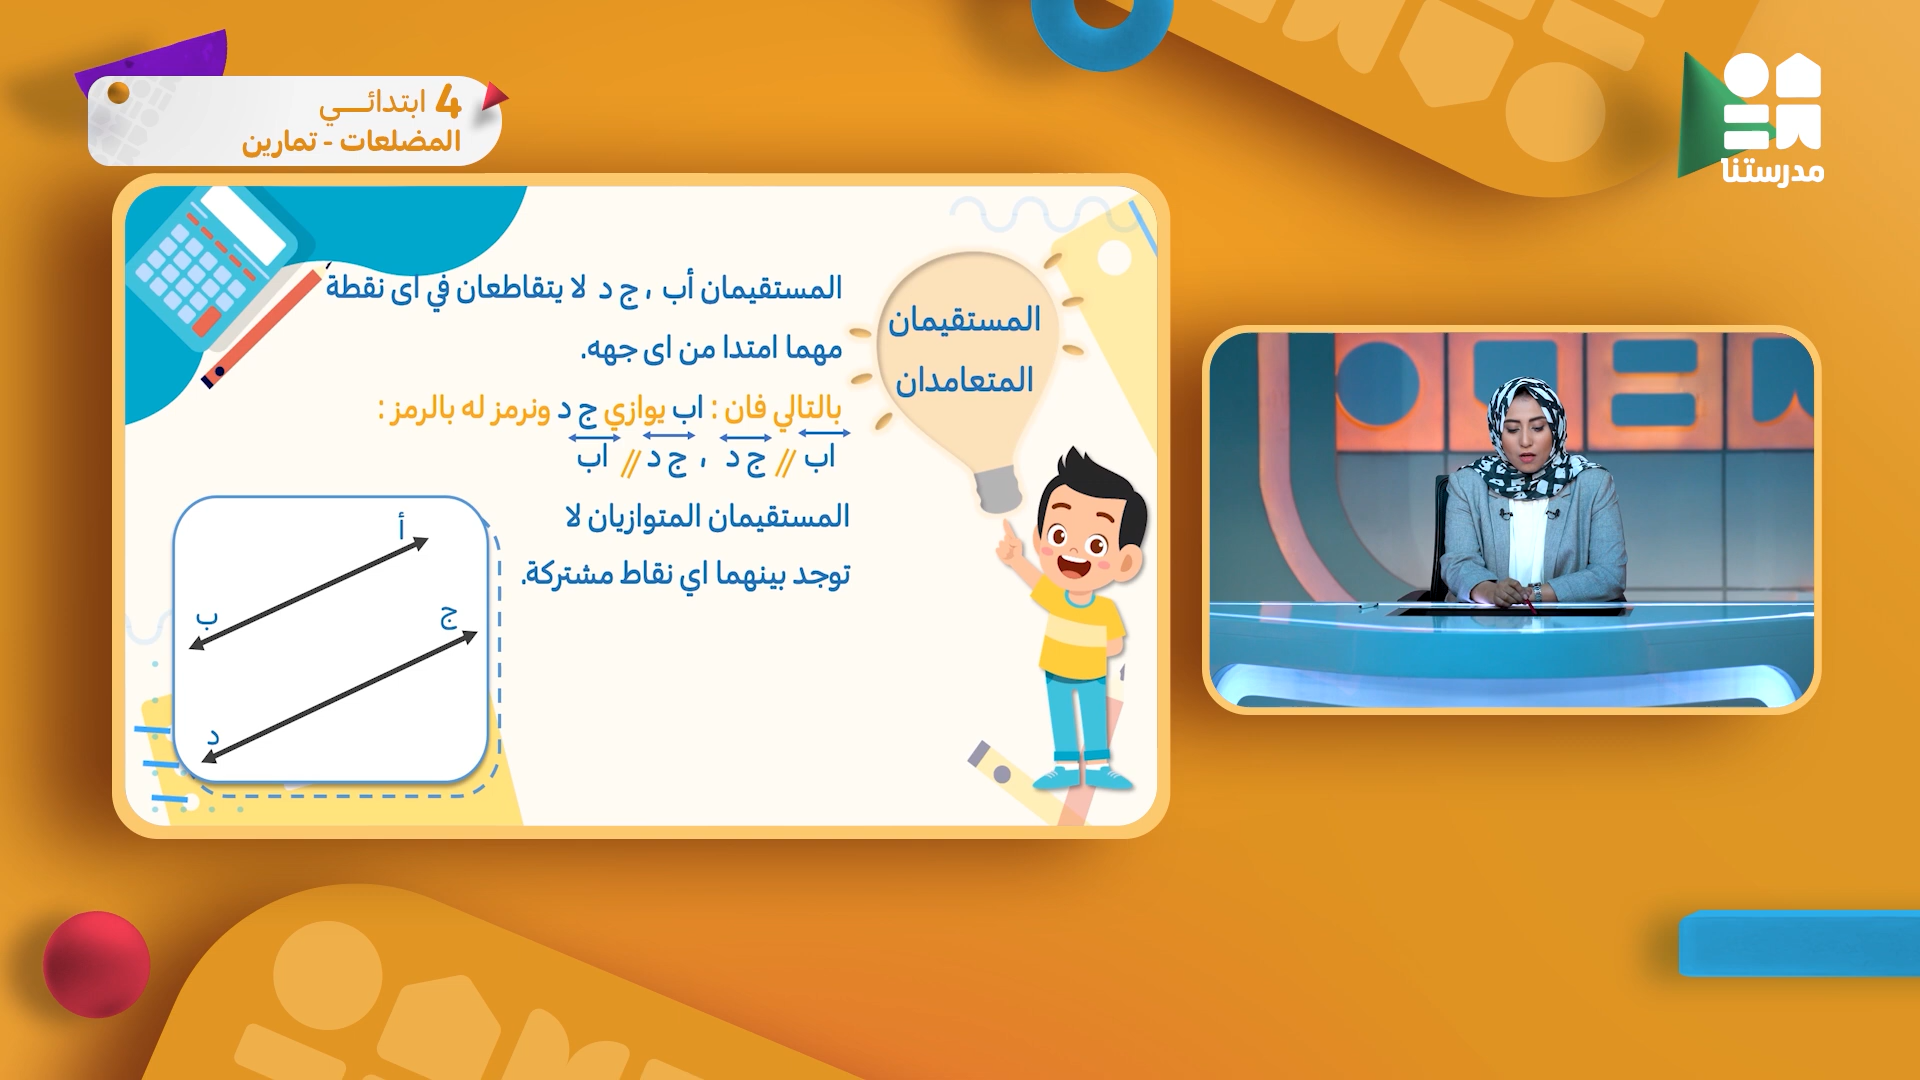 4 ابتدائـــــي
المضلعات - تمارين
مدرستنا
المستقيمان
المتعامدان
المستقيمان أب ، ج د لا يتقاطعان في اى نقطة
مهما امتدا من اى جهه.
بالتالي فان : اب يوازي ج د ونرمز له بالرمز :
اب // ج د ، ج د // اب
المستقيمان المتوازيان لا
توجد بينهما اي نقاط مشتركة.
أ
ب
ج
د